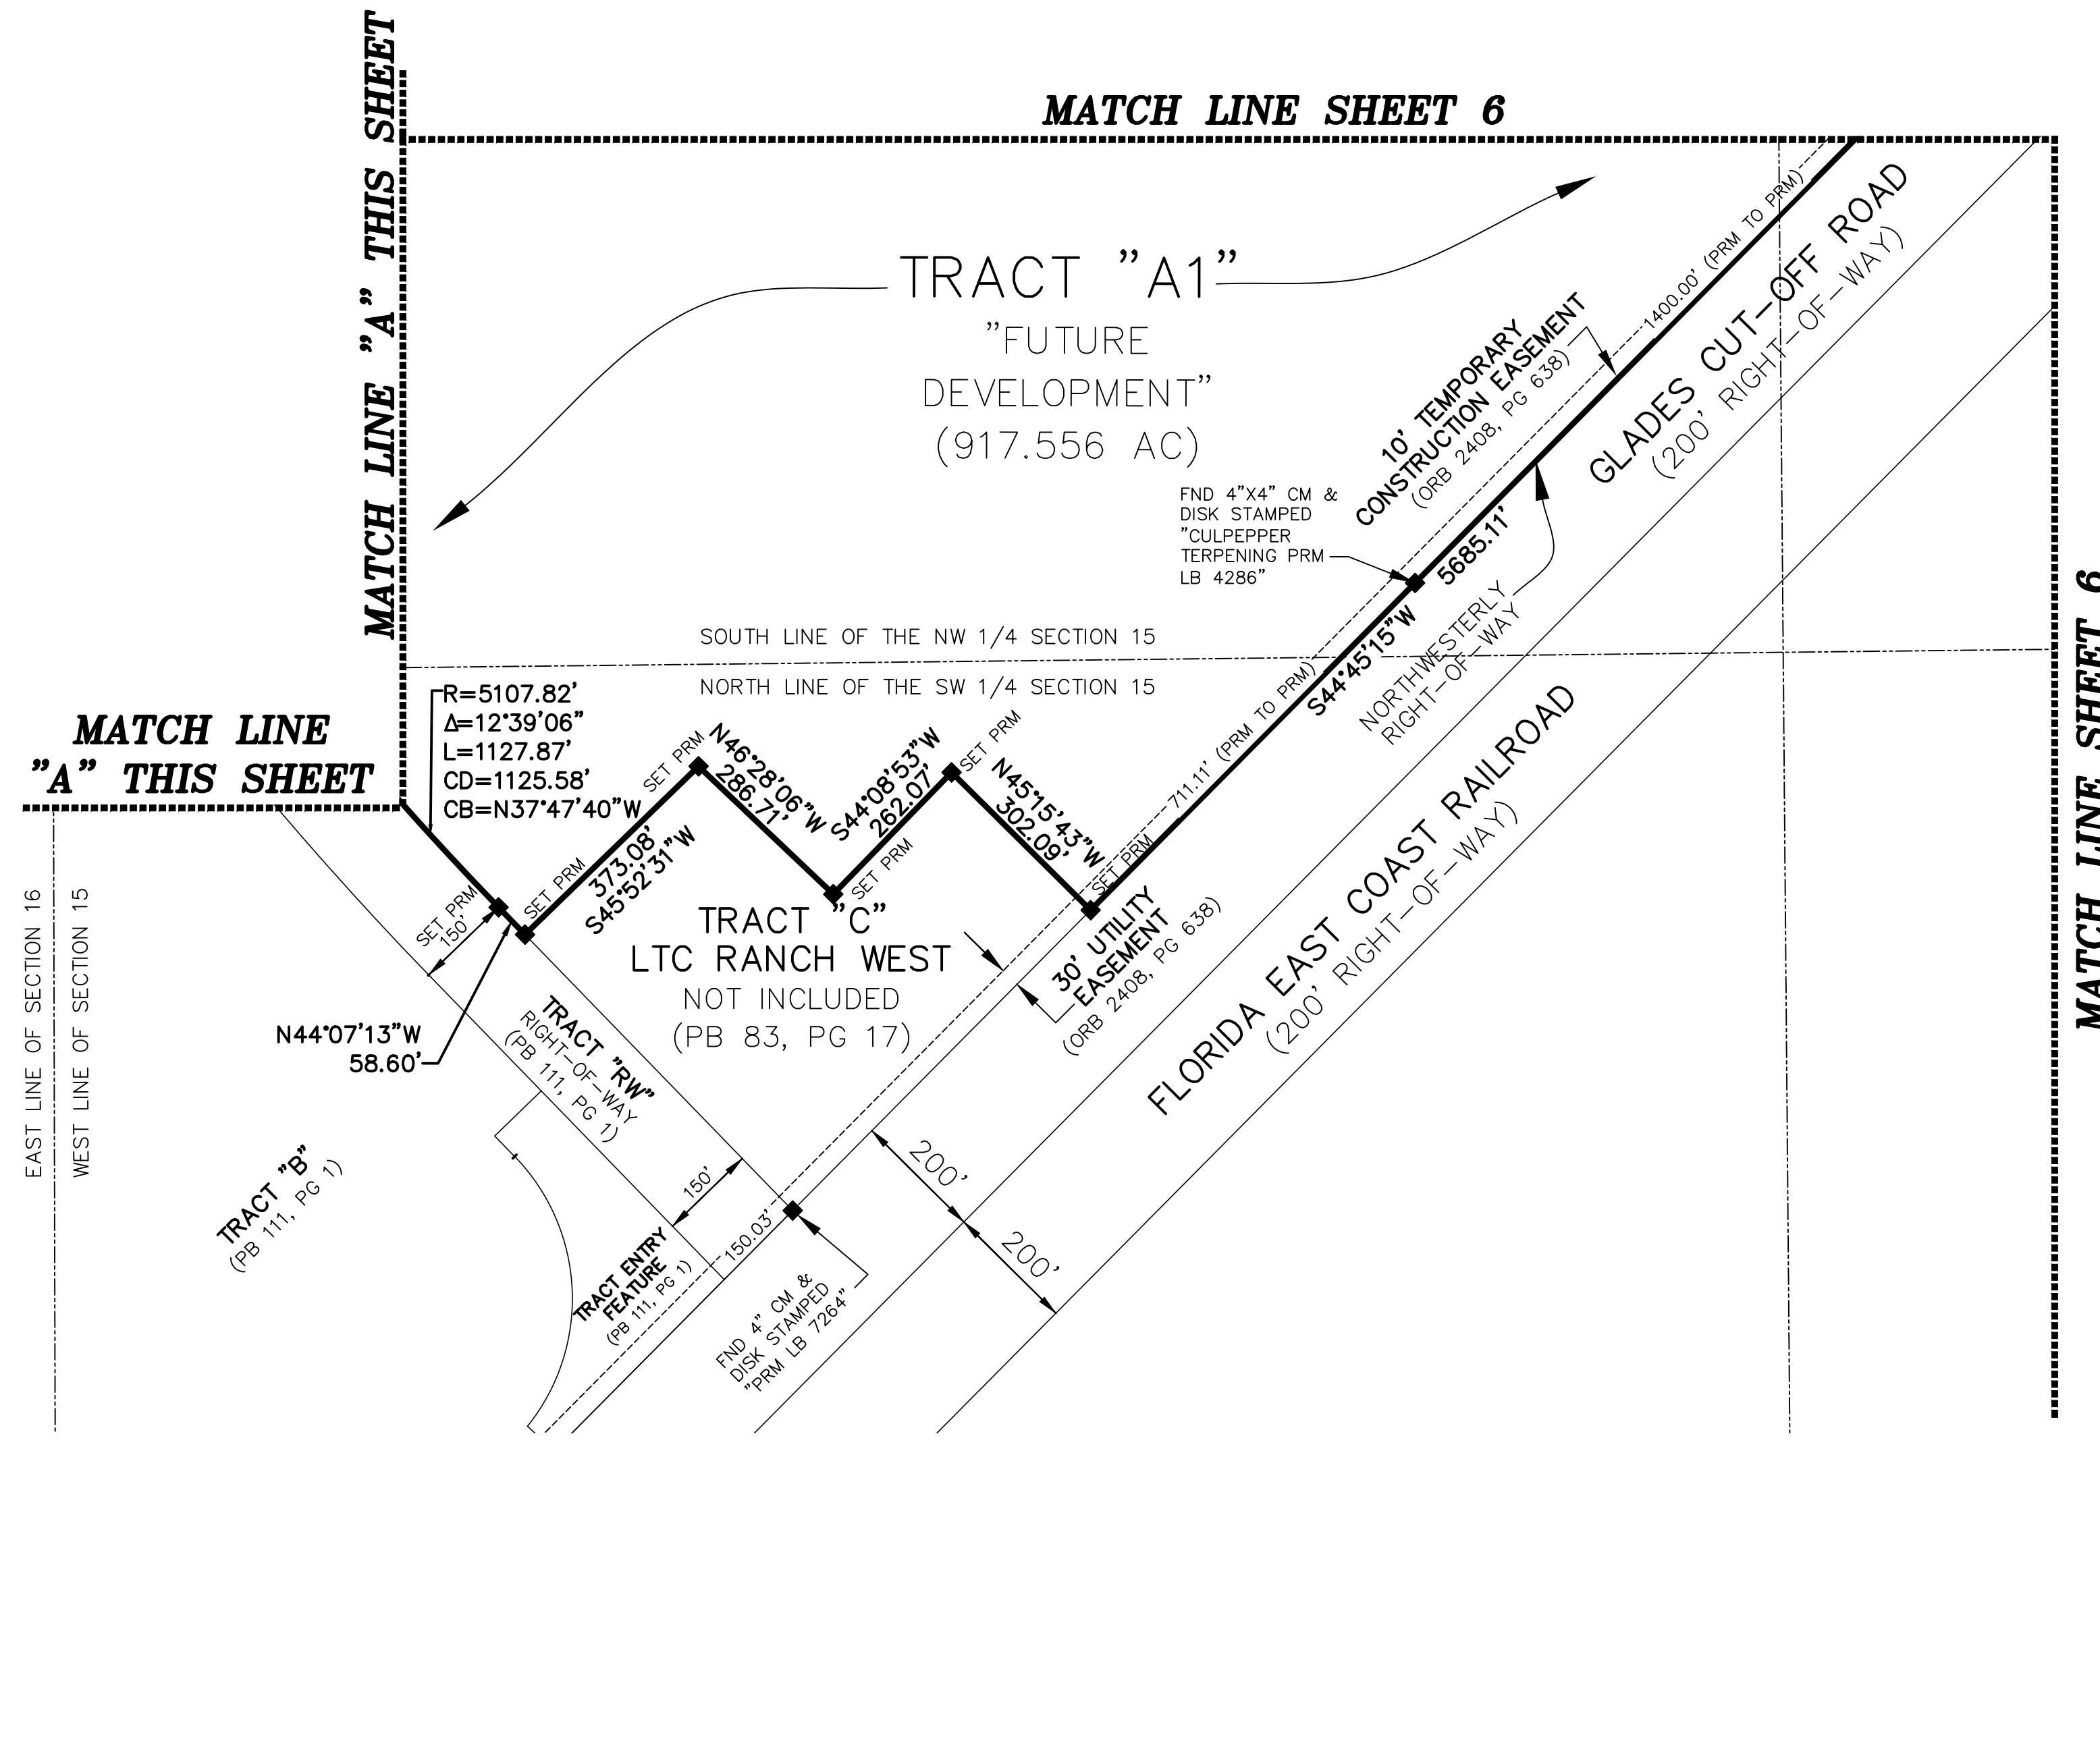 MATCH LINE "A" THIS SHEET
MATCH LINE SHEET 6
TRACT "A1"
"FUTURE
DEVELOPMENT"
(917.556 AC)
1400.00' (PRM TO PRM)
GLADES CUT-OFF ROAD
(200' RIGHT-OF-WAY)
10' TEMPORARY
CONSTRUCTION EASEMENT
(ORB 2408, PG 638)
FND 4"X4" CM &
DISK STAMPED
"CULPEPPER
TERPENING PRM
LB 4286"
5685.11'
S44°45'15"W
NORTHWESTERLY
RIGHT-OF-WAY
SOUTH LINE OF THE NW 1/4 SECTION 15
NORTH LINE OF THE SW 1/4 SECTION 15
MATCH LINE SHEET 6
MATCH LINE
"A" THIS SHEET
R=5107.82'
Δ=12°39'06"
L=1127.87'
CD=1125.58'
CB=N37°47'40"W
SET PRM
N46°28'06"W
286.71'
S44°08'53"W
262.07'
SET PRM
N45°15'43"W
302.09'
711.11' (PRM TO PRM)
SET PRM
SET PRM
373.08'
S45°52'31"W
SET PRM
SET PRM
150'
N44°07'13"W
58.60'
TRACT "C"
LTC RANCH WEST
NOT INCLUDED
(PB 83, PG 17)
30' UTILITY
EASEMENT
(ORB 2408, PG 638)
FLORIDA EAST COAST RAILROAD
(200' RIGHT-OF-WAY)
EAST LINE OF SECTION 16
WEST LINE OF SECTION 15
TRACT "RW"
RIGHT-OF-WAY
(PB 111, PG 1)
TRACT "B"
(PB 111, PG 1)
150'
150.03'
TRACT ENTRY
FEATURE
(PB 111, PG 1)
FND 4" CM &
DISK STAMPED
"PRM LB 7264"
200'
200'